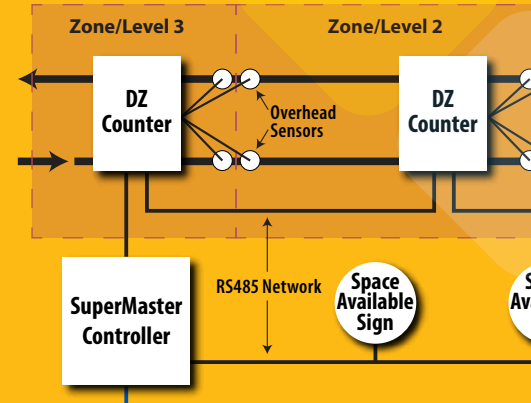 Zone/Level 3
Zone/Level 2
DZ
Counter
Overhead
Sensors
DZ
Counter
RS485 Network
SuperMaster
Controller
Space
Available
Sign
S
Ava